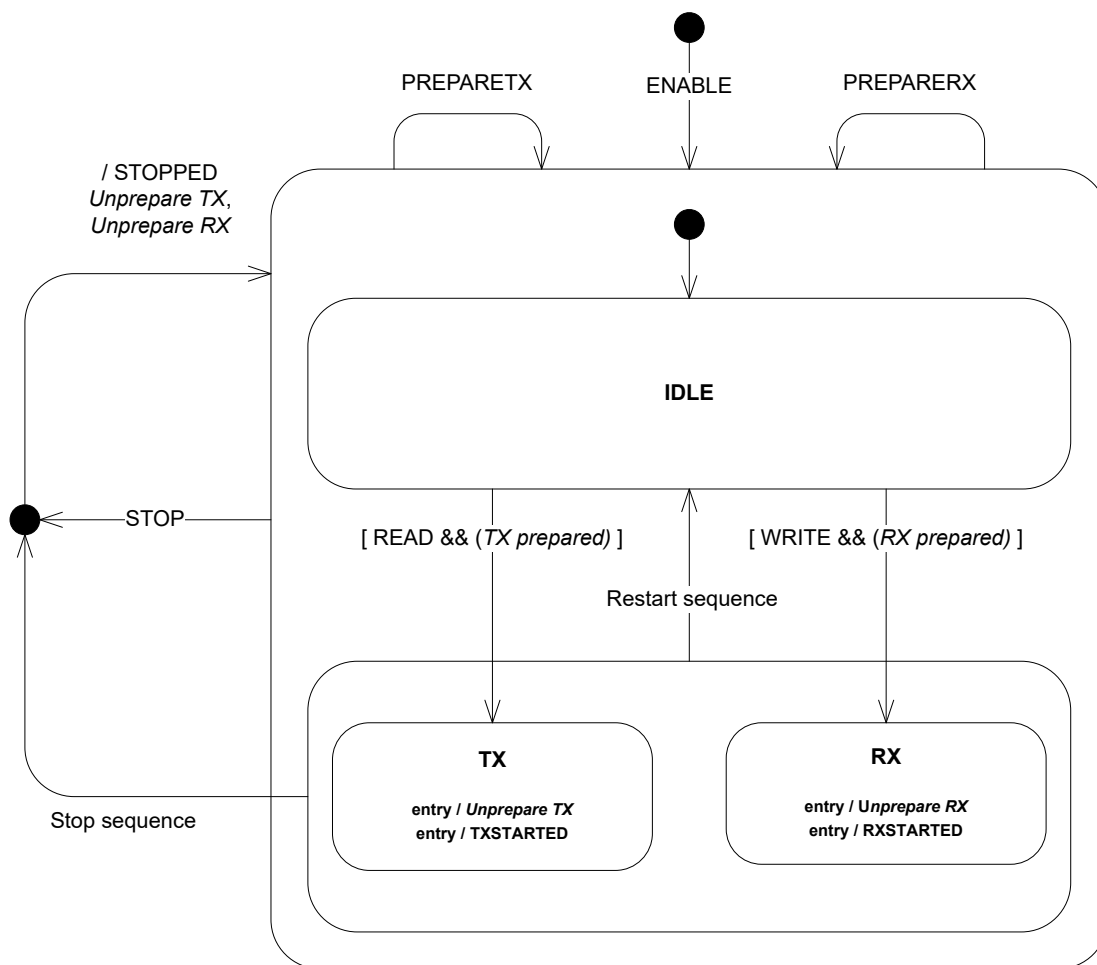 PREPARETX
ENABLE
PREPARERX
/ STOPPED
Unprepare TX,
Unprepare RX
IDLE
STOP
[ READ && (TX prepared) ]
[ WRITE && (RX prepared) ]
Restart sequence
TX
entry / Unprepare TX
entry / TXSTARTED
RX
entry / Unprepare RX
entry / RXSTARTED
Stop sequence